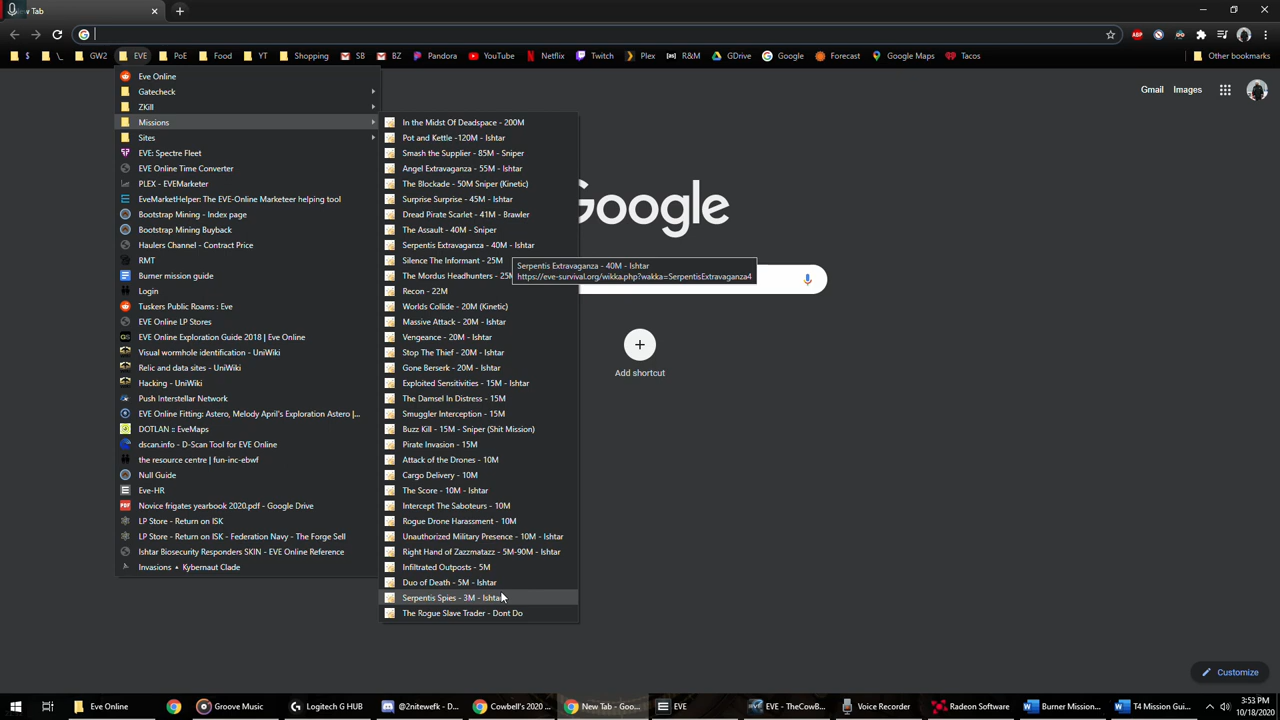 New Tab
$
\_
GW2
EVE
PoE
Food
YT
Shopping
SB
BZ
Pandora
YouTube
Netflix
Twitch
Plex
R&M
GDrive
Google
Forecast
Google Maps
Tacos
Other bookmarks
Gmail
Images
Eve Online
Gatecheck
ZKill
Missions
Sites
EVE: Spectre Fleet
EVE Online Time Converter
PLEX - EVEMarketer
EveMarketHelper: The EVE-Online Marketeer helping tool
Bootstrap Mining - Index page
Bootstrap Mining Buyback
Haulers Channel - Contract Price
RMT
Burner mission guide
Login
Tuskers Public Roams : Eve
EVE Online LP Stores
EVE Online Exploration Guide 2018 | Eve Online
Visual wormhole identification - UniWiki
Relic and data sites - UniWiki
Hacking - UniWiki
Push Interstellar Network
EVE Online Fitting: Astero, Melody April's Exploration Astero |...
DOTLAN :: EveMaps
dscan.info - D-Scan Tool for EVE Online
the resource centre | fun-inc-ebwf
Null Guide
Eve-HR
Novice frigates yearbook 2020.pdf - Google Drive
LP Store - Return on ISK
LP Store - Return on ISK - Federation Navy - The Forge Sell
Ishtar Biosecurity Responders SKIN - EVE Online Reference
Invasions • Kybernaut Clade
In the Midst Of Deadspace - 200M
Pot and Kettle -120M - Ishtar
Smash the Supplier - 85M - Sniper
Angel Extravaganza - 55M - Ishtar
The Blockade - 50M Sniper (Kinetic)
Surprise Surprise - 45M - Ishtar
Dread Pirate Scarlet - 41M - Brawler
The Assault - 40M - Sniper
Serpentis Extravaganza - 40M - Ishtar
Silence The Informant - 25M
The Mordus Headhunters - 25M
Recon - 22M
Worlds Collide - 20M (Kinetic)
Massive Attack - 20M - Ishtar
Vengeance - 20M - Ishtar
Stop The Thief - 20M - Ishtar
Gone Berserk - 20M - Ishtar
Exploited Sensitivities - 15M - Ishtar
The Damsel In Distress - 15M
Smuggler Interception - 15M
Buzz Kill - 15M - Sniper (Shit Mission)
Pirate Invasion - 15M
Attack of the Drones - 10M
Cargo Delivery - 10M
The Score - 10M - Ishtar
Intercept The Saboteurs - 10M
Rogue Drone Harassment - 10M
Unauthorized Military Presence - 10M - Ishtar
Right Hand of Zazzmatazz - 5M-90M - Ishtar
Infiltrated Outposts - 5M
Duo of Death - 5M - Ishtar
Serpentis Spies - 3M - Ishtar
The Rogue Slave Trader - Dont Do
Serpentis Extravaganza - 40M - Ishtar
https://eve-survival.org/wikka.php?wakka=SerpentisExtravaganza4
Google
Add shortcut
Customize
Eve Online
Groove Music
Logitech G HUB
@2nitewefk - D...
Cowbell's 2020 ...
New Tab - Goo...
EVE
EVE - TheCowB...
Voice Recorder
Radeon Software
Burner Mission...
T4 Mission Gui...
3:53 PM
10/18/2020